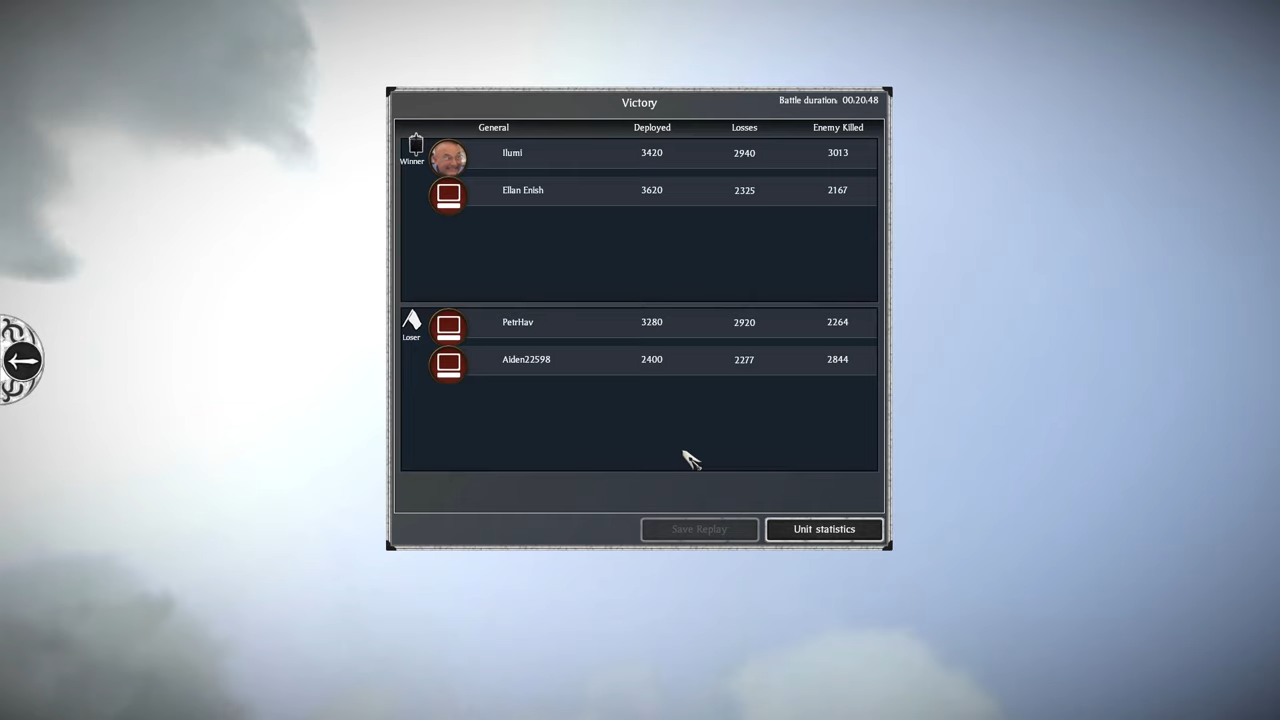 Victory
Battle duration: 00:20:48
General Deployed Losses Enemy Killed
Winner
Ilumi 3420 2940 3013
Ellan Enish 3620 2325 2167
Loser
PetrHav 3280 2920 2264
Aiden22598 2400 2277 2844
Save Replay Unit statistics